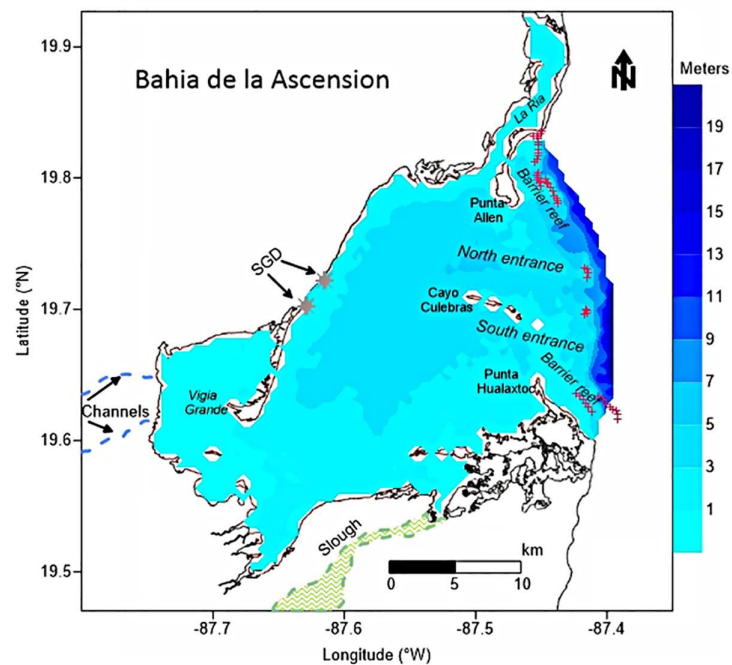 Bahia de la Ascension
N
Meters
19.9
19.8
19.7
19.6
19.5
Latitude (°N)
La Ria
Barrier reef
Punta
Allen
North entrance
SGD
Cayo
Culebras
South entrance
Punta
Hualaxtoc
Barrier reef
Vigia
Grande
Channels
Slough
km
0 5 10
19
17
15
13
11
9
7
5
3
1
-87.7 -87.6 -87.5 -87.4
Longitude (°W)